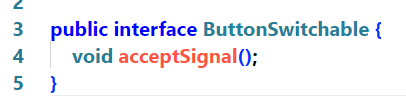 2
3 public interface ButtonSwitchable {
4 void acceptSignal();
5 }